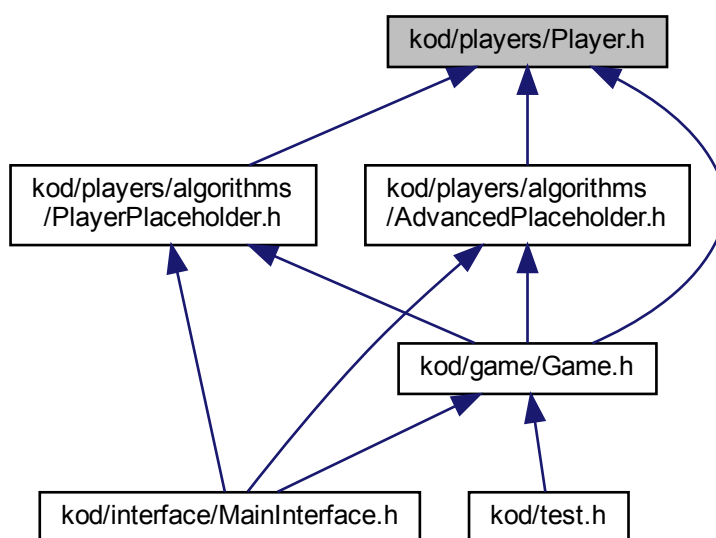 kod/players/Player.h
kod/players/algorithms
/PlayerPlaceholder.h
kod/players/algorithms
/AdvancedPlaceholder.h
kod/game/Game.h
kod/interface/MainInterface.h
kod/test.h